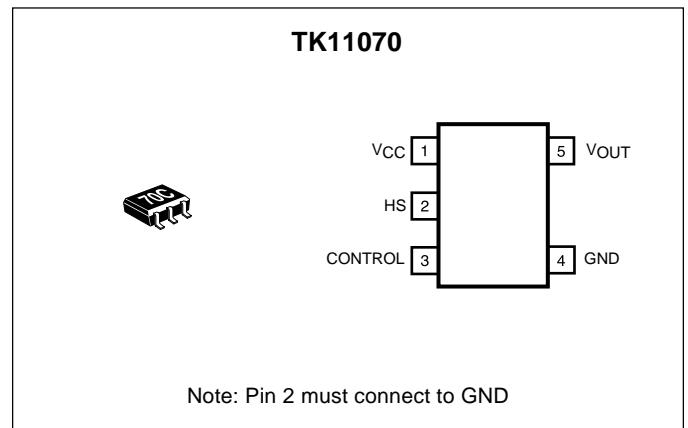 TK11070
70C
VCC 1
5 VOUT
HS 2
CONTROL 3
4 GND
Note: Pin 2 must connect to GND